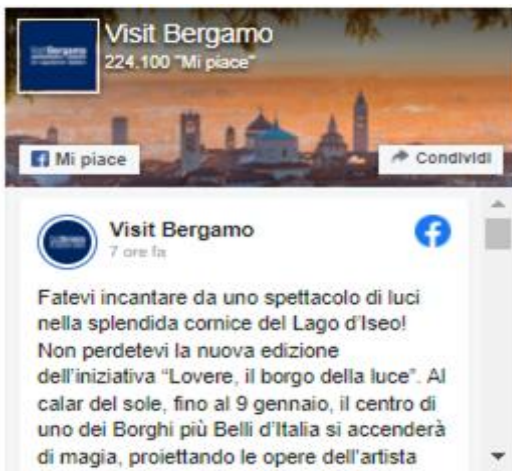 Visit Bergamo
224.100 "Mi piace"
Mi piace
Condividi
Visit Bergamo
7 ore fa
Fatevi incantare da uno spettacolo di luci
nella splendida cornice del Lago d'Iseo!
Non perdetevi la nuova edizione
dell'iniziativa “Lovere, il borgo della luce”. Al
calar del sole, fino al 9 gennaio, il centro di
uno dei Borghi più Belli d'Italia si accenderà
di magia, proiettando le opere dell'artista